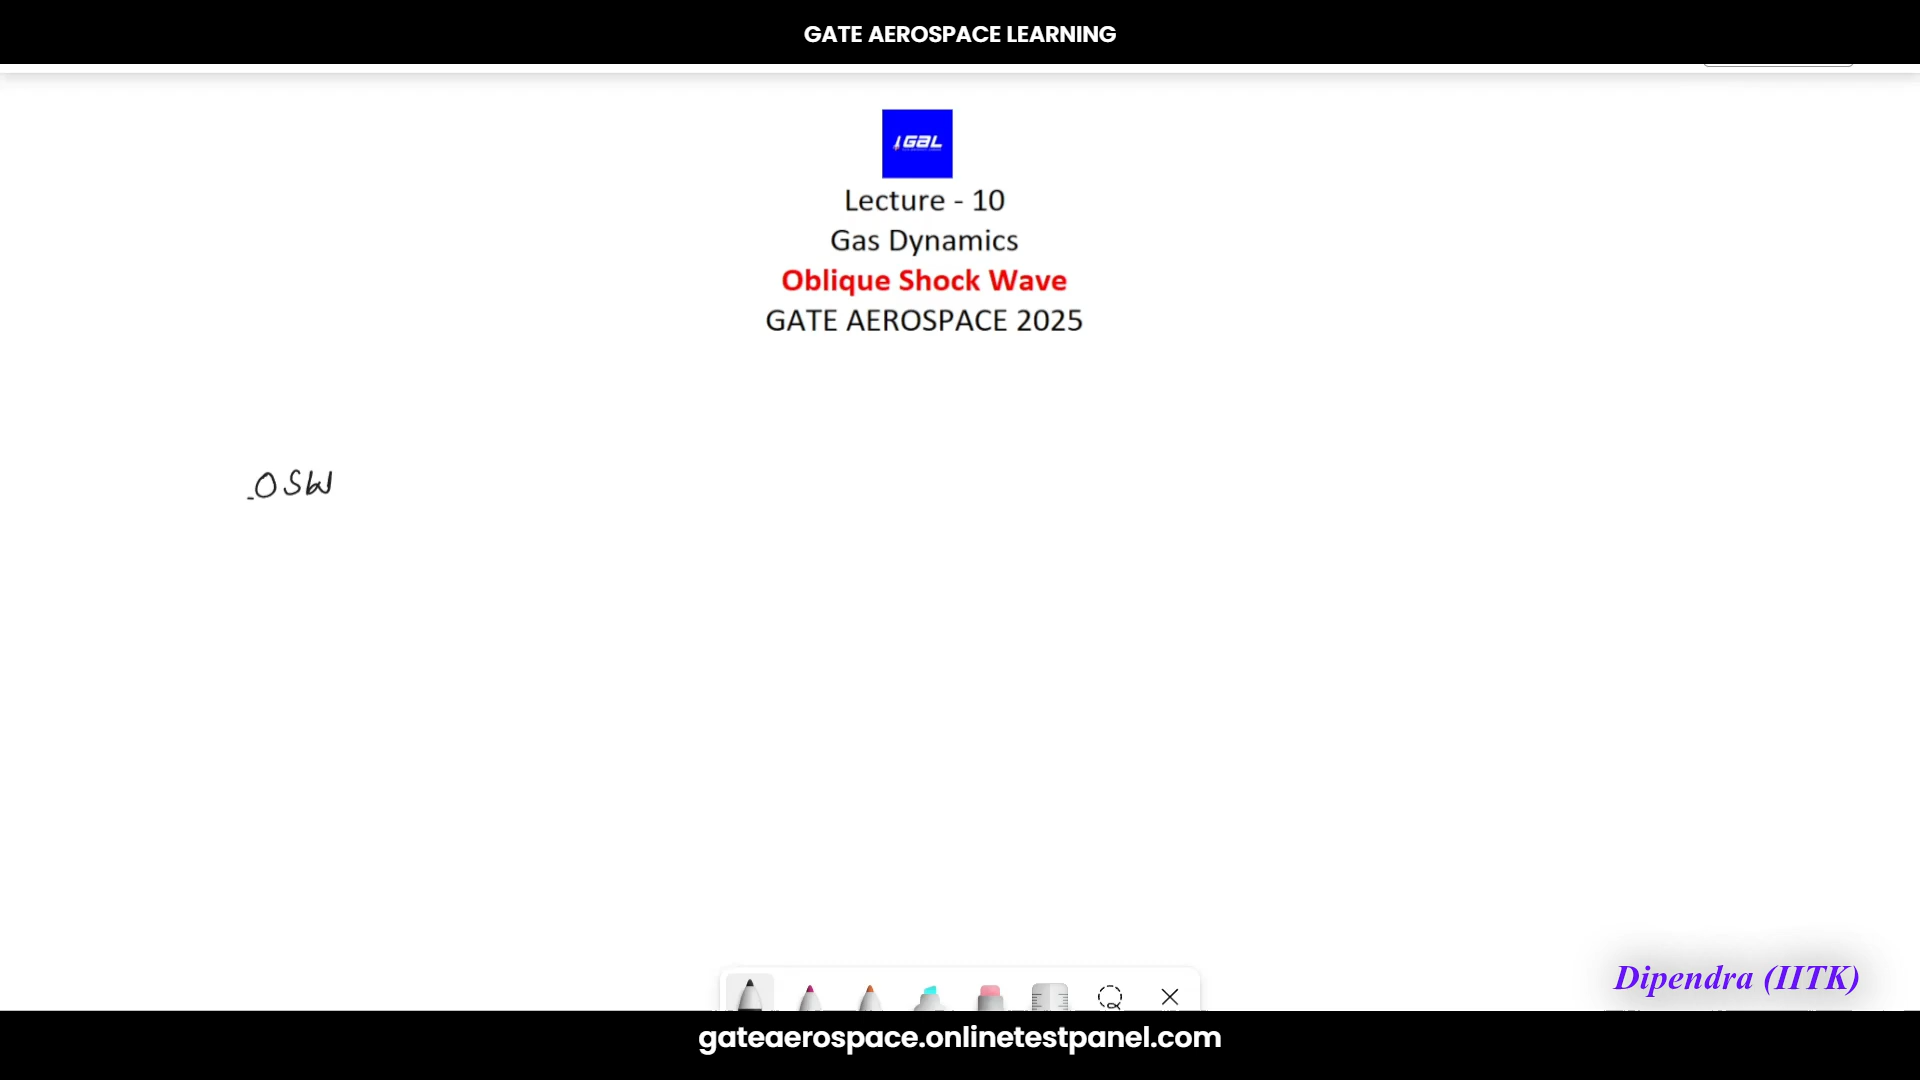 GATE AEROSPACE LEARNING
GaL
Lecture - 10
Gas Dynamics
Oblique Shock Wave
GATE AEROSPACE 2025
OSW
Dipendra (IITK)
gateaerospace.onlinetestpanel.com